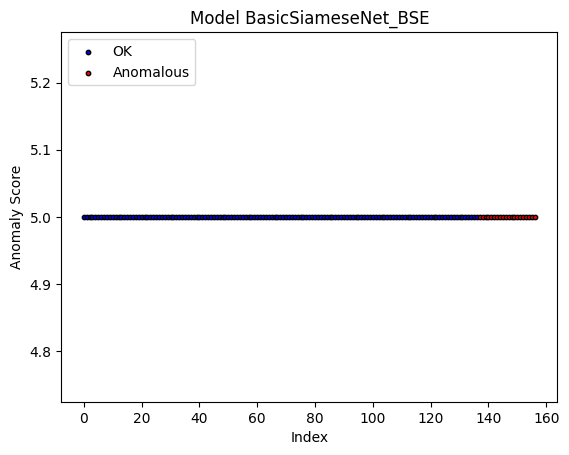 Model BasicSiameseNet_BSE
OK
Anomalous
5.2
5.1
5.0
4.9
4.8
Anomaly Score
0 20 40 60 80 100 120 140 160
Index